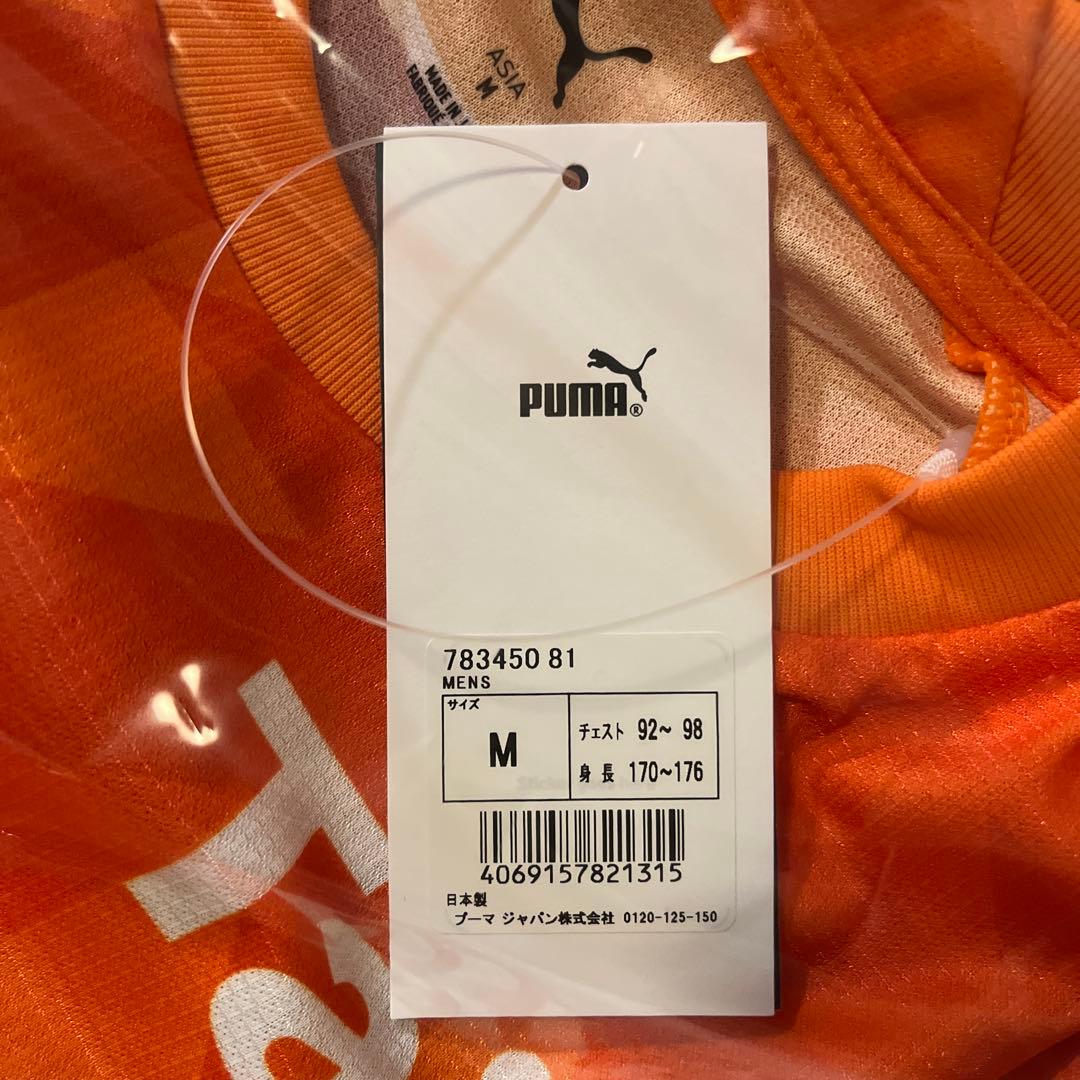 ASIA
M
MADE IN
FABRIQUÉ
PUMA®
783450 81
MENS
サイズ
M
チェスト 92~ 98
身長 170~176
4069157821315
日本製
プーマ ジャパン株式会社 0120-125-150